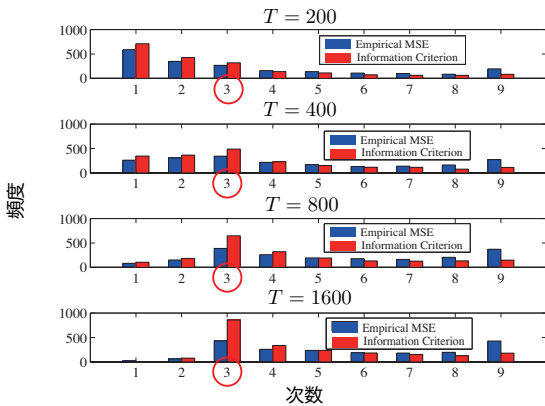 T = 200
1000
500
0
Empirical MSE
Information Criterion
1 2 3 4 5 6 7 8 9
T = 400
1000
500
0
Empirical MSE
Information Criterion
1 2 3 4 5 6 7 8 9
T = 800
1000
500
0
Empirical MSE
Information Criterion
1 2 3 4 5 6 7 8 9
T = 1600
1000
500
0
Empirical MSE
Information Criterion
1 2 3 4 5 6 7 8 9
頻度
次数